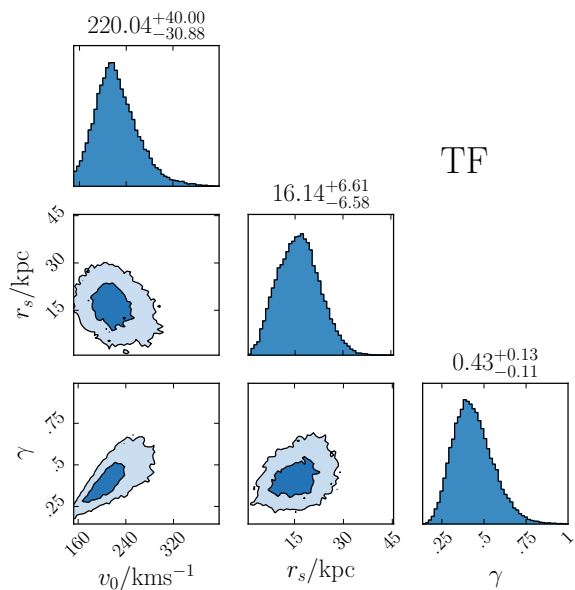 220.04^{+40.00}_{-30.88}
TF
16.14^{+6.61}_{-6.58}
45
30
15
r_s/kpc
0.43^{+0.13}_{-0.11}
.75
.5
.25
γ
160 240 320
15 30 45
.25 .5 .75 1
v_0/kms^{−1}
r_s/kpc
γ